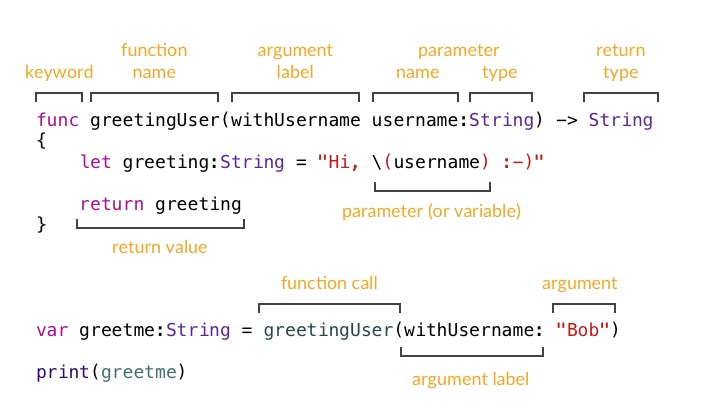 function argument parameter return
keyword name label name type type
func greetingUser(withUsername username:String) -> String
{
let greeting:String = "Hi, \(username) :-)"
return greeting
parameter (or variable)
}
return value
function call argument
var greetme:String = greetingUser(withUsername: "Bob")
print(greetme)
argument label